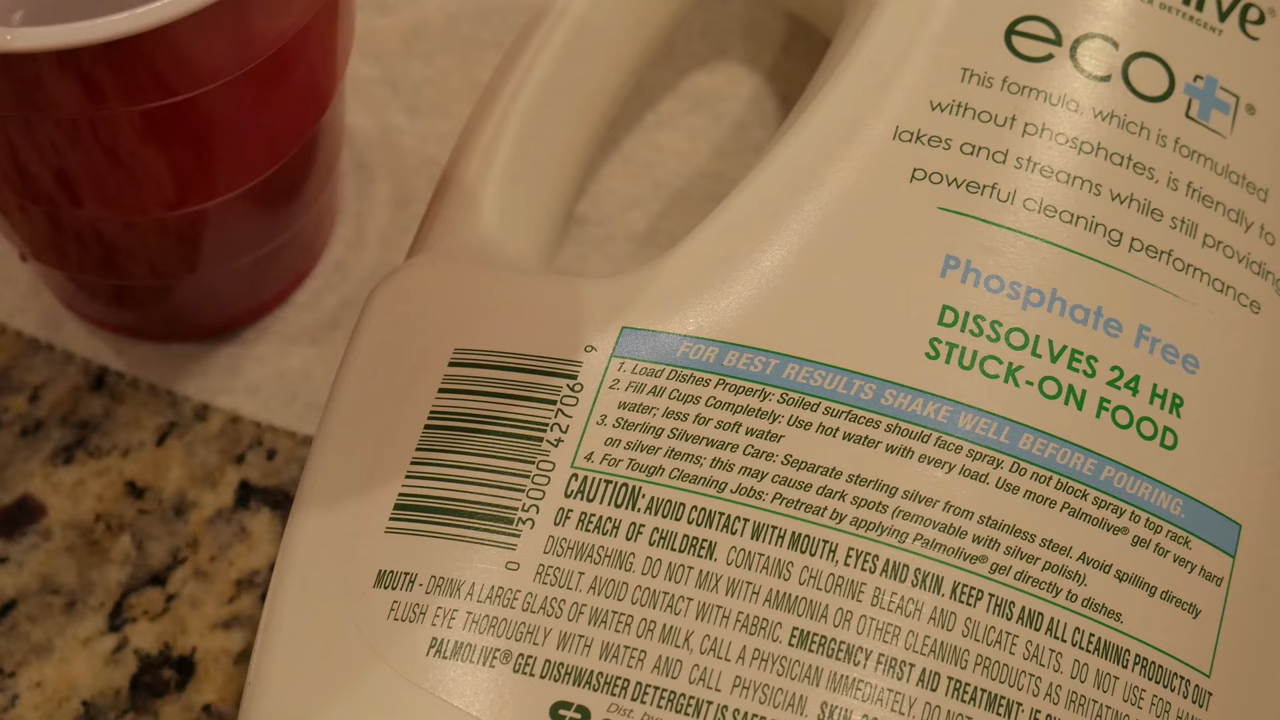 eco+®
This formula, which is formulated
without phosphates, is friendly to
lakes and streams while still providing
powerful cleaning performance
Phosphate Free
DISSOLVES 24 HR
STUCK-ON FOOD
FOR BEST RESULTS SHAKE WELL BEFORE POURING.
1. Load Dishes Properly: Soiled surfaces should face spray. Do not block spray to top rack.
2. Fill All Cups Completely: Use hot water with every load. Use more Palmolive® gel for very hard
water; less for soft water
3. Sterling Silverware Care: Separate sterling silver from stainless steel. Avoid spilling directly
on silver items; this may cause dark spots (removable with silver polish).
4. For Tough Cleaning Jobs: Pretreat by applying Palmolive® gel directly to dishes.
0 35000 42706 9
CAUTION: AVOID CONTACT WITH MOUTH, EYES AND SKIN. KEEP THIS AND ALL CLEANING PRODUCTS OUT
OF REACH OF CHILDREN. CONTAINS CHLORINE BLEACH AND SILICATE SALTS. DO NOT USE FOR HA
DISHWASHING. DO NOT MIX WITH AMMONIA OR OTHER CLEANING PRODUCTS AS IRRITATING
RESULT. AVOID CONTACT WITH FABRIC. EMERGENCY FIRST AID TREATMENT: IF
MOUTH - DRINK A LARGE GLASS OF WATER OR MILK, CALL A PHYSICIAN IMMEDIATELY. DO NOT
FLUSH EYE THOROUGHLY WITH WATER AND CALL PHYSICIAN. SKIN
PALMOLIVE® GEL DISHWASHER DETERGENT IS SAFE
Dist. by